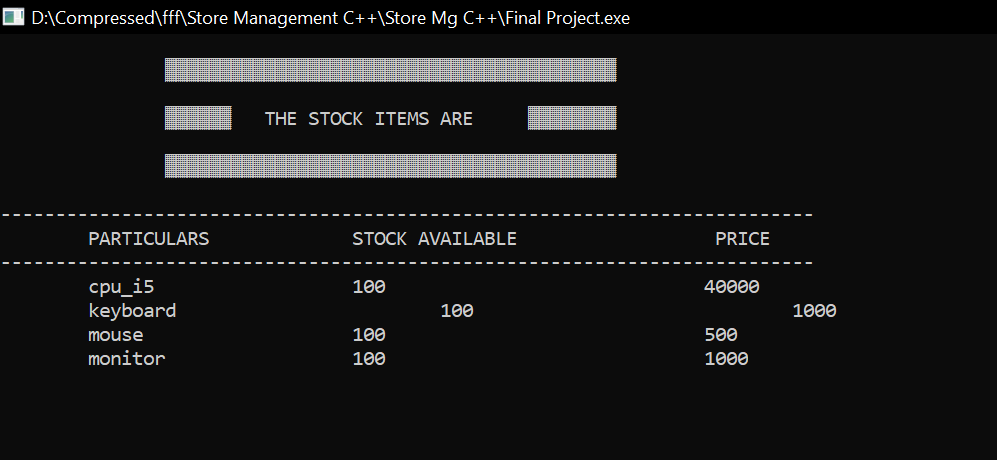 D:\Compressed\fff\Store Management C++\Store Mg C++\Final Project.exe
THE STOCK ITEMS ARE
--------------------------------------------------------------------------
PARTICULARS STOCK AVAILABLE PRICE
--------------------------------------------------------------------------
cpu_i5 100 40000
keyboard 100 1000
mouse 100 500
monitor 100 1000